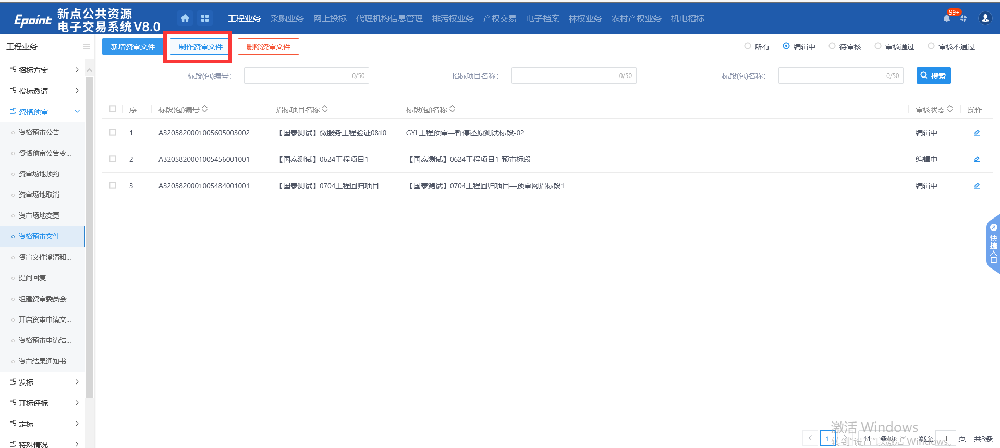 Epoint 新点公共资源
电子交易系统V8.0
工程业务 采购业务 网上投标 代理机构信息管理 排污权业务 产权交易 电子档案 林权业务 农村产权业务 机电招标
99+
工程业务
招标方案
投标邀请
资格预审
资格预审公告
资格预审公告变...
资审场地预约
资审场地取消
资审场地变更
资格预审文件
资审文件澄清和...
提问回复
组建资审委员会
开启资审申请文...
资格预审申请结...
资审结果通知书
发标
开标评标
定标
特殊情况
新增资审文件 制作资审文件 删除资审文件
所有 编辑中 待审核 审核通过 审核不通过
标段(包)编号： 0/50 招标项目名称： 0/50 标段(包)名称： 0/50 搜索
序 标段(包)编号 招标项目名称 标段(包)名称 审核状态 操作
1 A3205820001005605003002 【国泰测试】微服务工程验证0810 GYL工程预审—暂停还原测试标段-02 编辑中
2 A3205820001005456001001 【国泰测试】0624工程项目1 【国泰测试】0624工程项目1-预审标段 编辑中
3 A3205820001005484001001 【国泰测试】0704工程回归项目 【国泰测试】0704工程回归项目—预审网招标段1 编辑中
快捷入口
激活 Windows
转到"设置"以激活 Windows。
1 11 条/页 跳至 1 页 共3条